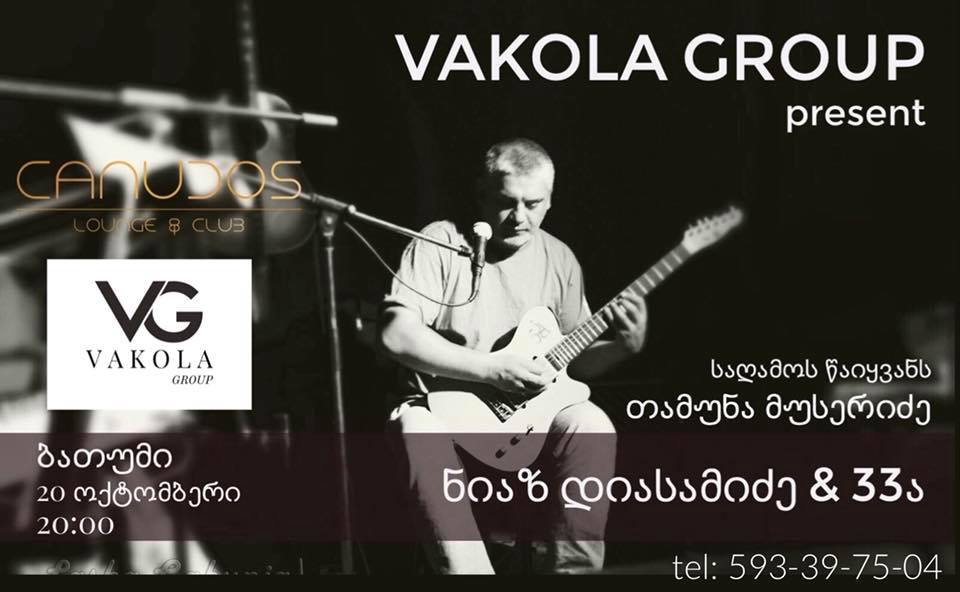 VAKOLA GROUP
present
CANUDOS
LOUNGE & CLUB
VG
VAKOLA
GROUP
საღამოს წაიყვანს
თამუნა მუსერიძე
ბათუმი
20 ოქტომბერი
20:00
ნიაზ დიასამიძე & 33ა
tel: 593-39-75-04